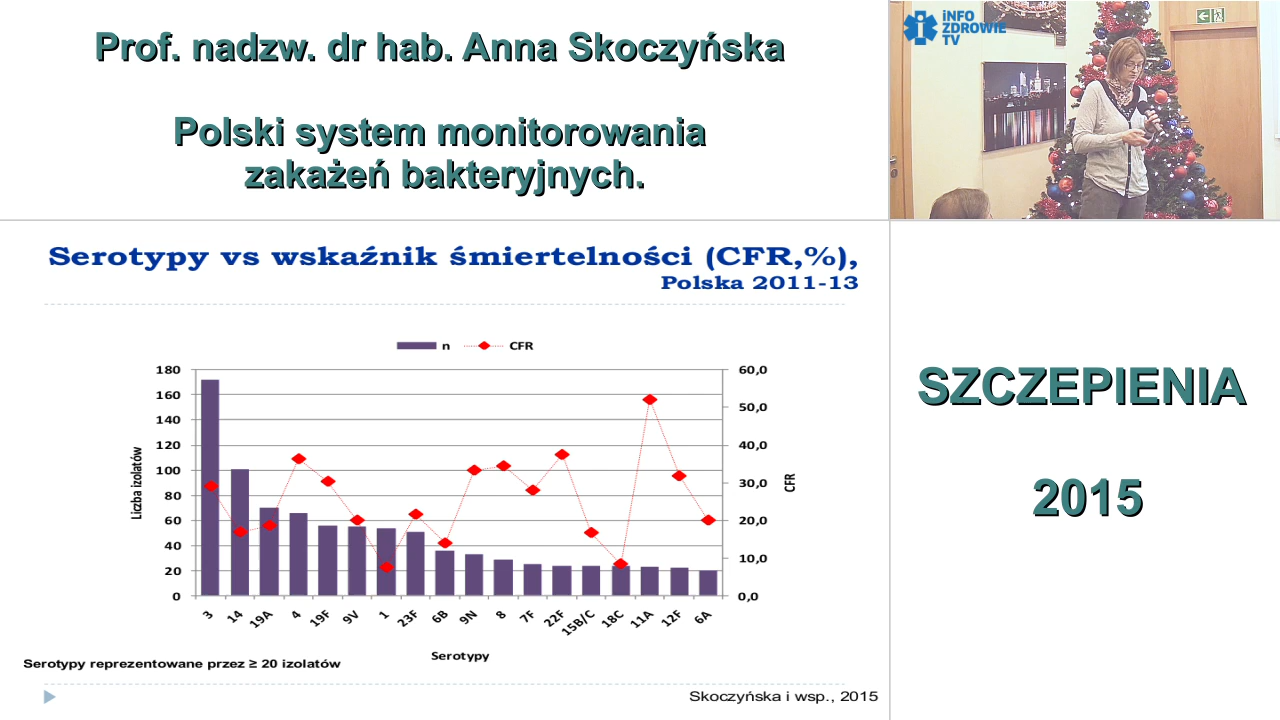 Prof. nadzw. dr hab. Anna Skoczyńska
Polski system monitorowania
zakażeń bakteryjnych.
iNFO
ZDROWIE
TV
Serotypy vs wskaźnik śmiertelności (CFR,%),
Polska 2011-13
n CFR
180
160
140
120
100
80
60
40
20
0
Liczba izolatów
60,0
50,0
40,0
30,0
20,0
10,0
0,0
CFR
3 14 19A 4 19F 9V 1 23F 6B 9N 8 7F 22F 15B/C 18C 11A 12F 6A
Serotypy
Serotypy reprezentowane przez ≥ 20 izolatów
Skoczyńska i wsp., 2015
SZCZEPIENIA
2015